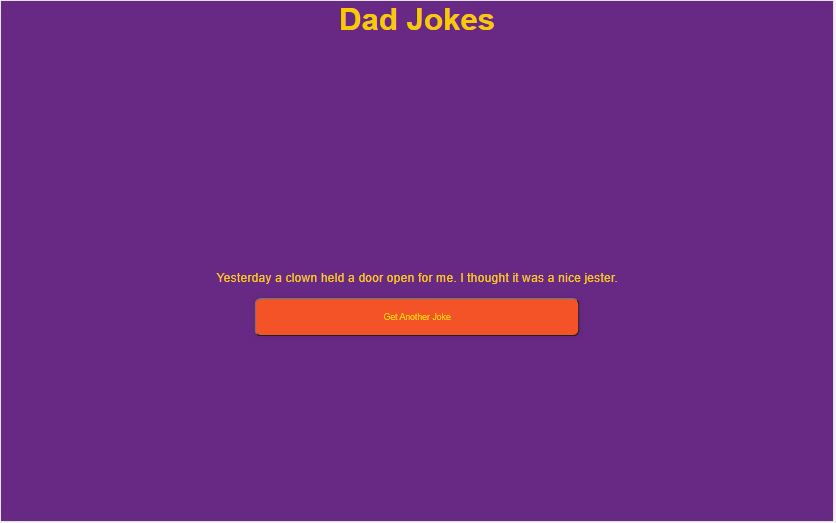 Dad Jokes
Yesterday a clown held a door open for me. I thought it was a nice jester.
Get Another Joke